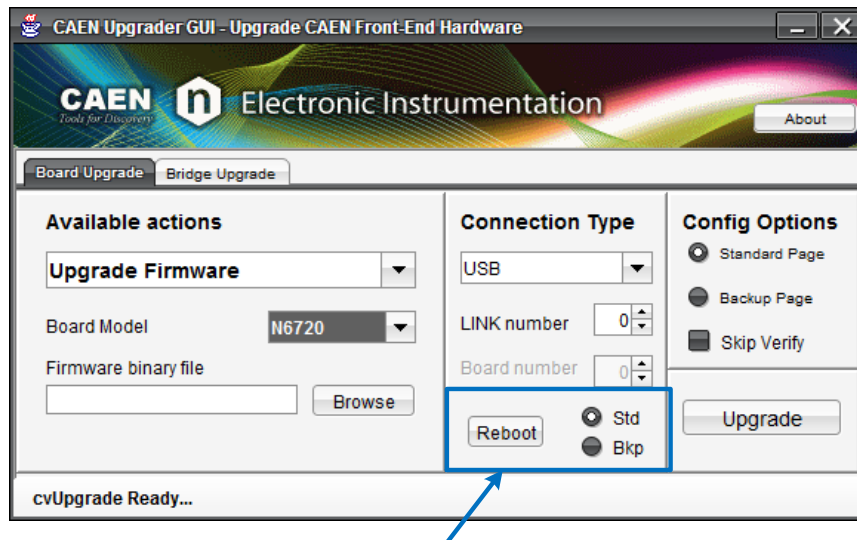 CAEN Upgrader GUI - Upgrade CAEN Front-End Hardware
CAEN n Electronic Instrumentation
Tools for Discovery
About
Board Upgrade Bridge Upgrade
Available actions
Upgrade Firmware
Board Model N6720
Firmware binary file
Browse
Connection Type
USB
LINK number 0
Board number 0
Reboot
Std
Bkp
Config Options
Standard Page
Backup Page
Skip Verify
Upgrade
cvUpgrade Ready...